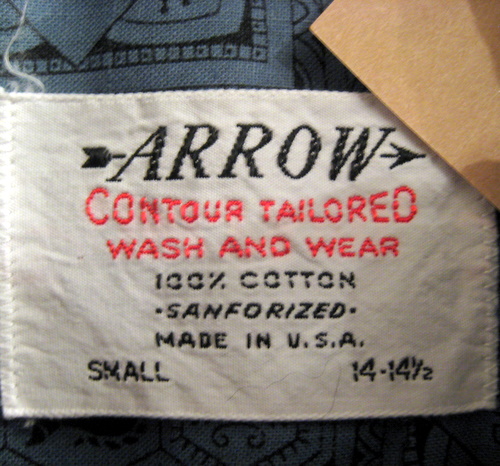 ARROW
CONTOUR TAILORED
WASH AND WEAR
100% COTTON
·SANFORIZED·
MADE IN U.S.A.
SMALL 14-14½